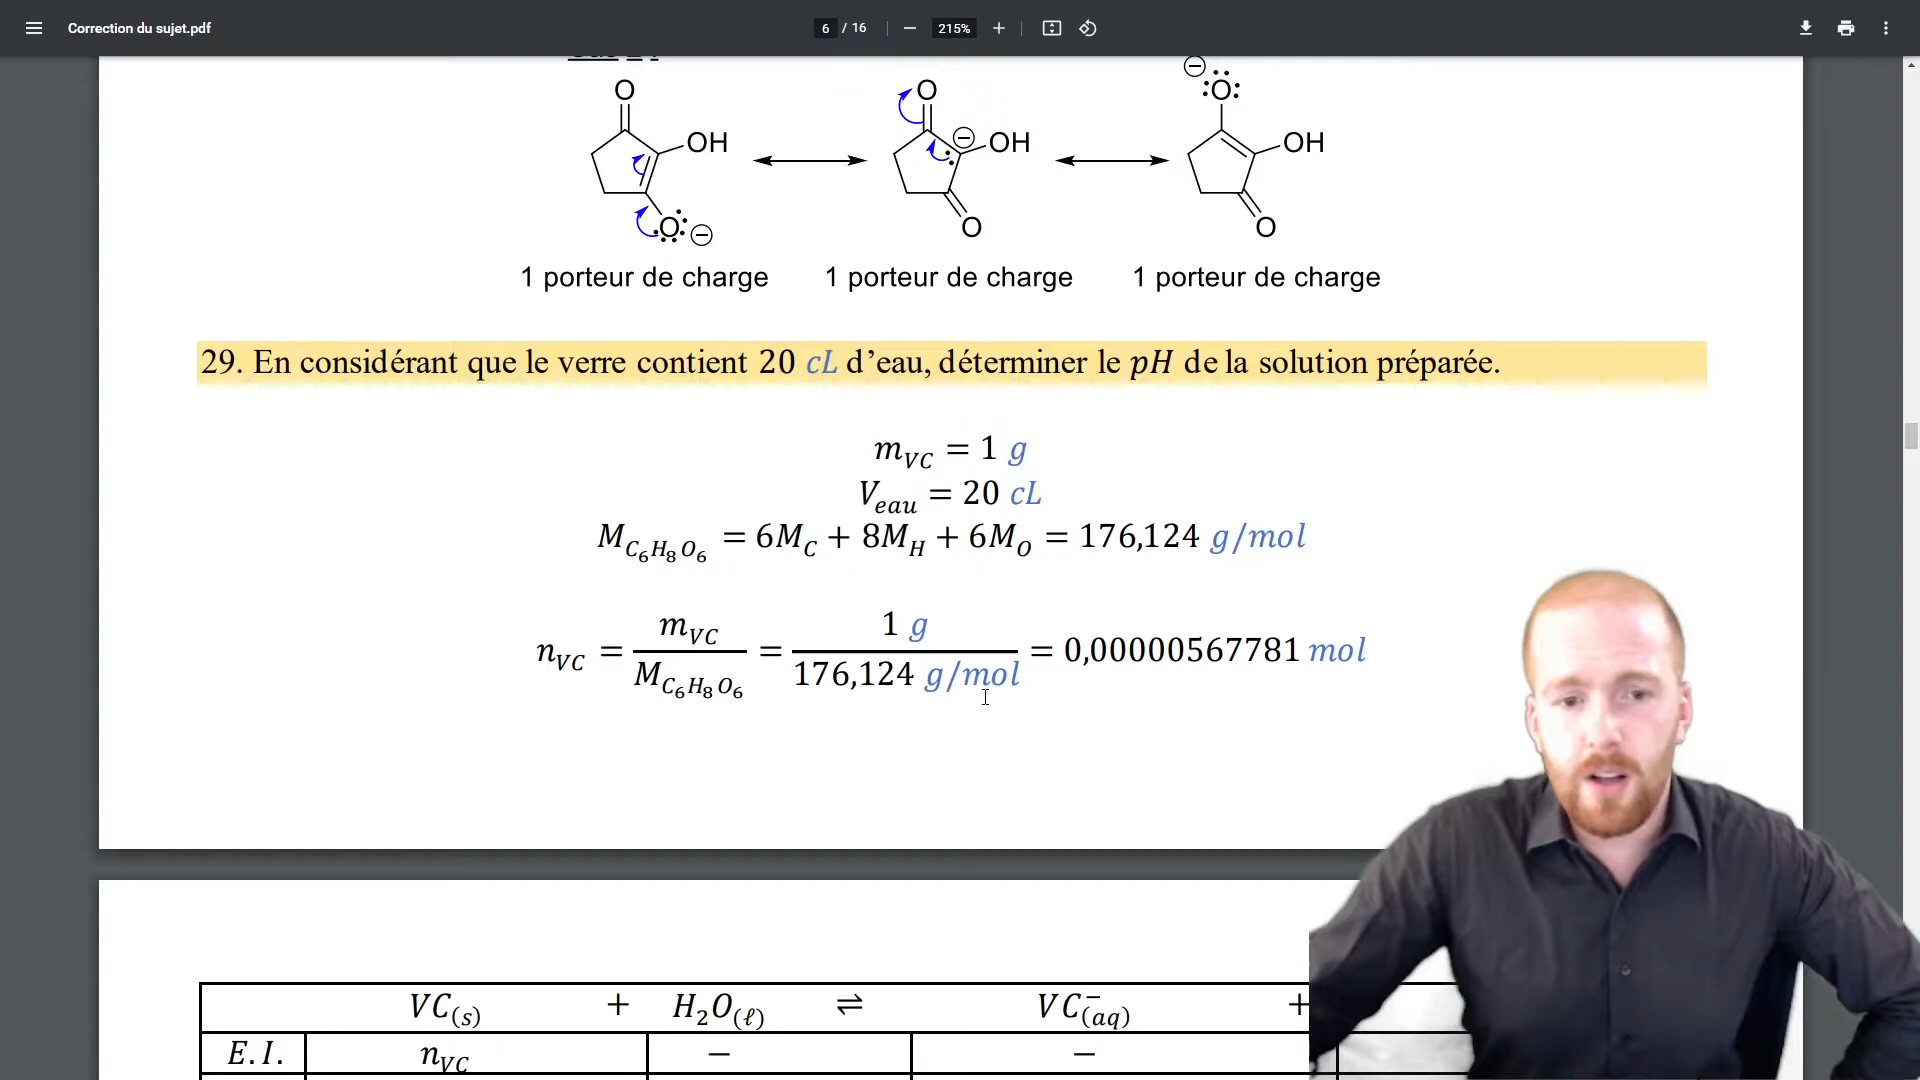 Correction du sujet.pdf
6 / 16
215%
O
OH
O
⊖
O
⊖
OH
O
⊖
O
OH
O
1 porteur de charge 1 porteur de charge 1 porteur de charge
29. En considérant que le verre contient 20 cL d’eau, déterminer le pH de la solution préparée.
m_VC = 1 g
V_eau = 20 cL
M_C₆H₈O₆ = 6M_C + 8M_H + 6M_O = 176,124 g/mol
n_VC = m_VC / M_C₆H₈O₆ = 1 g / 176,124 g/mol = 0,00000567781 mol
VC(s) + H₂O(ℓ) ⇌ VC⁻(aq) +
E.I. n_VC − −